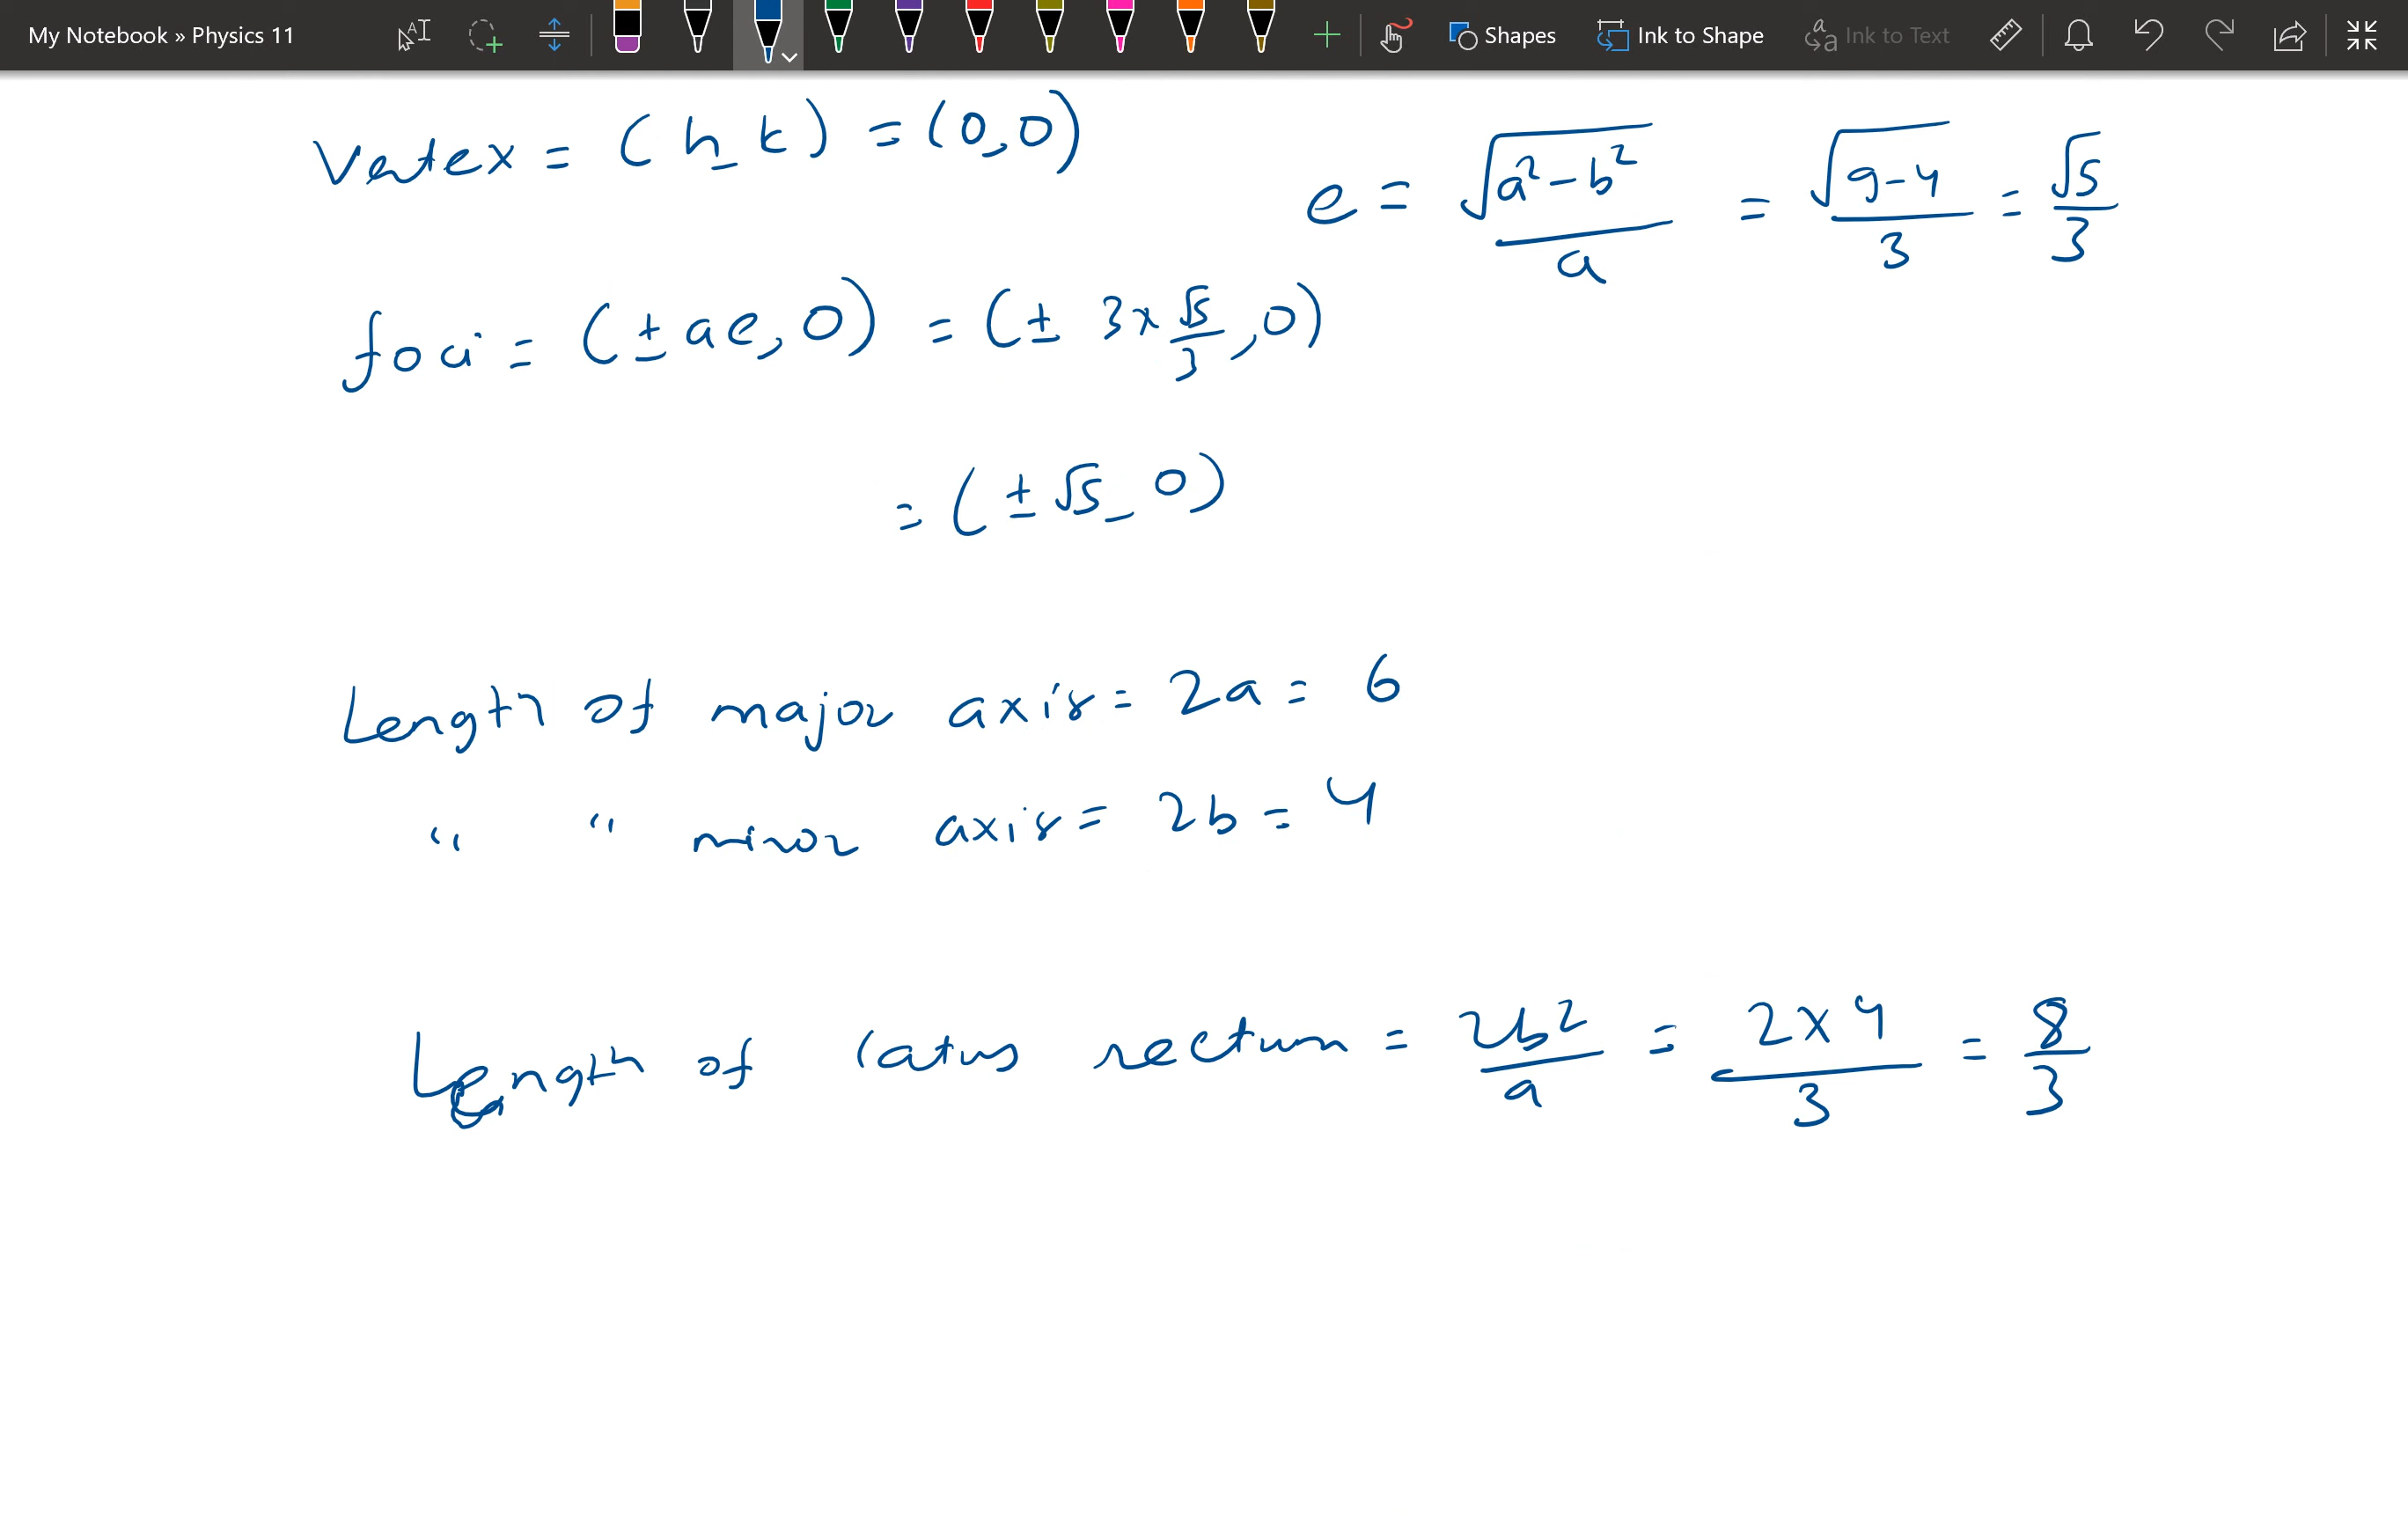 My Notebook » Physics 11 Shapes Ink to Shape Ink to Text
Vertex = (h, k) = (0,0)
e = √(a² – b²) / a = √(9–4) / 3 = √5 / 3
foci = (± ae, 0) = (± 3 × √5/3, 0)
= (± √5, 0)
Length of major axis = 2a = 6
" " minor axis = 2b = 4
Length of latus rectum = 2b²/a = 2×4/3 = 8/3